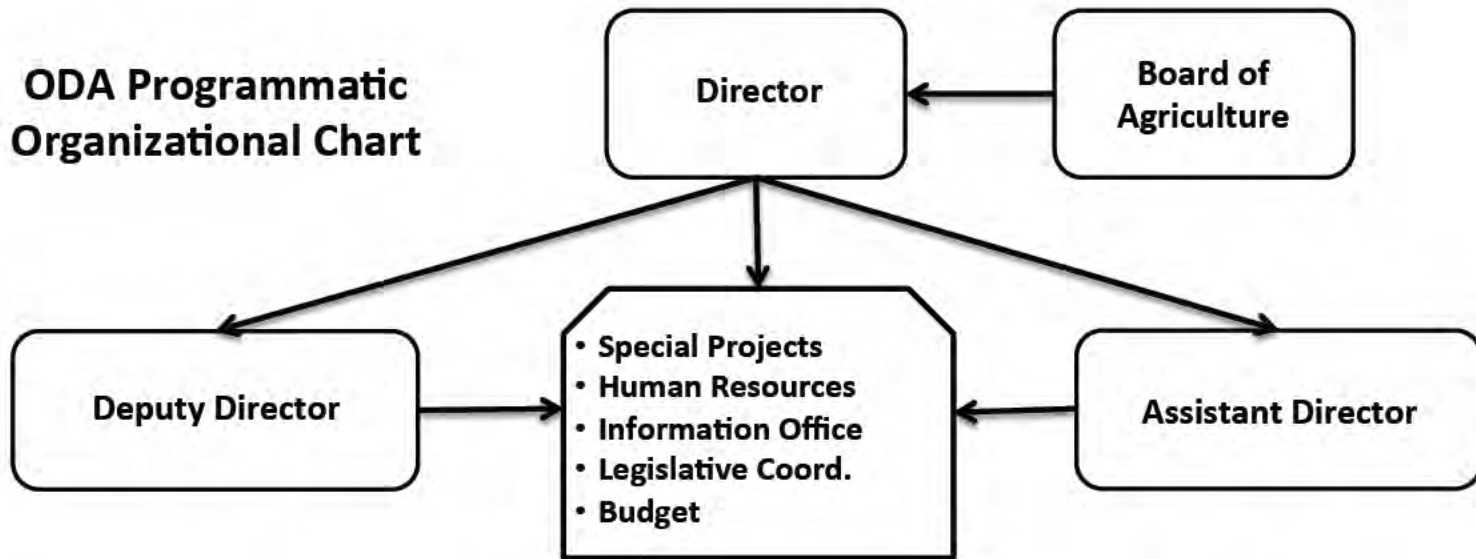 ODA Programmatic
Organizational Chart
Director
Board of
Agriculture
Deputy Director
• Special Projects
• Human Resources
• Information Office
• Legislative Coord.
• Budget
Assistant Director